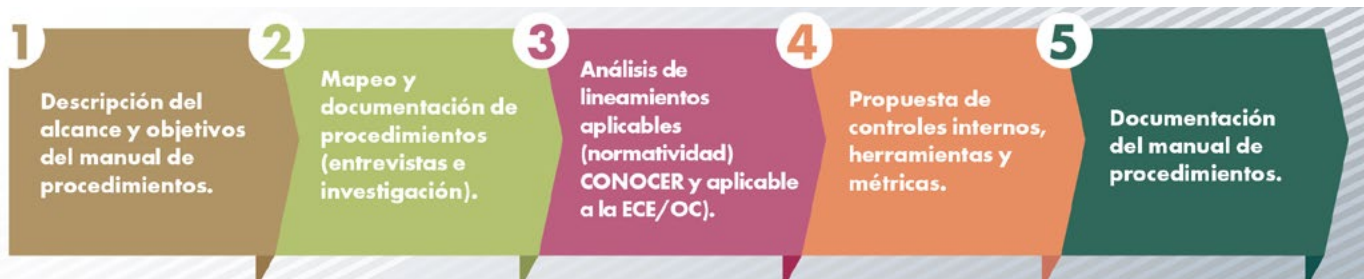 1
Descripción del
alcance y objetivos
del manual de
procedimientos.
2
Mapeo y
documentación de
procedimientos
(entrevistas e
investigación).
3
Análisis de
lineamientos
aplicables
(normatividad)
CONOCER y aplicable
a la ECE/OC).
4
Propuesta de
controles internos,
herramientas y
métricas.
5
Documentación
del manual de
procedimientos.